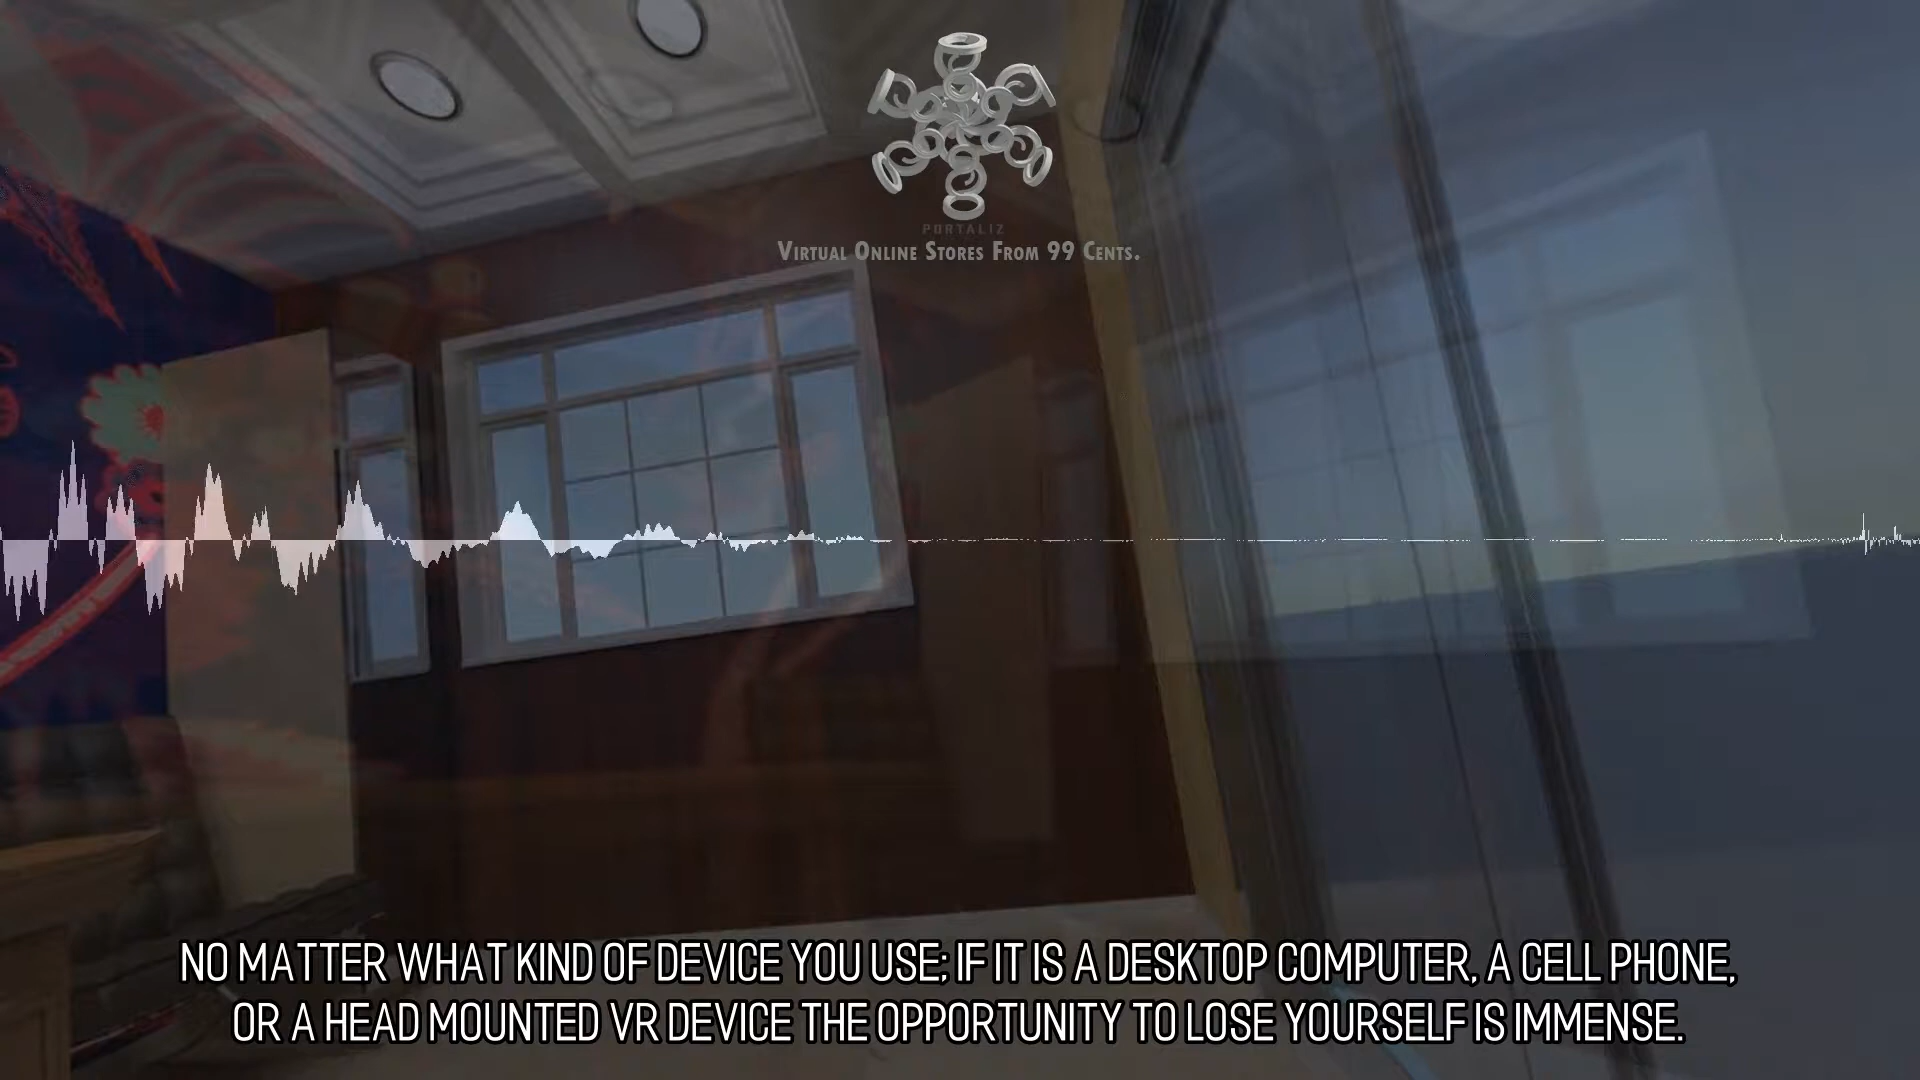 PORTALIZ
Virtual Online Stores From 99 Cents.
NO MATTER WHAT KIND OF DEVICE YOU USE; IF IT IS A DESKTOP COMPUTER, A CELL PHONE,
OR A HEAD MOUNTED VR DEVICE THE OPPORTUNITY TO LOSE YOURSELF IS IMMENSE.